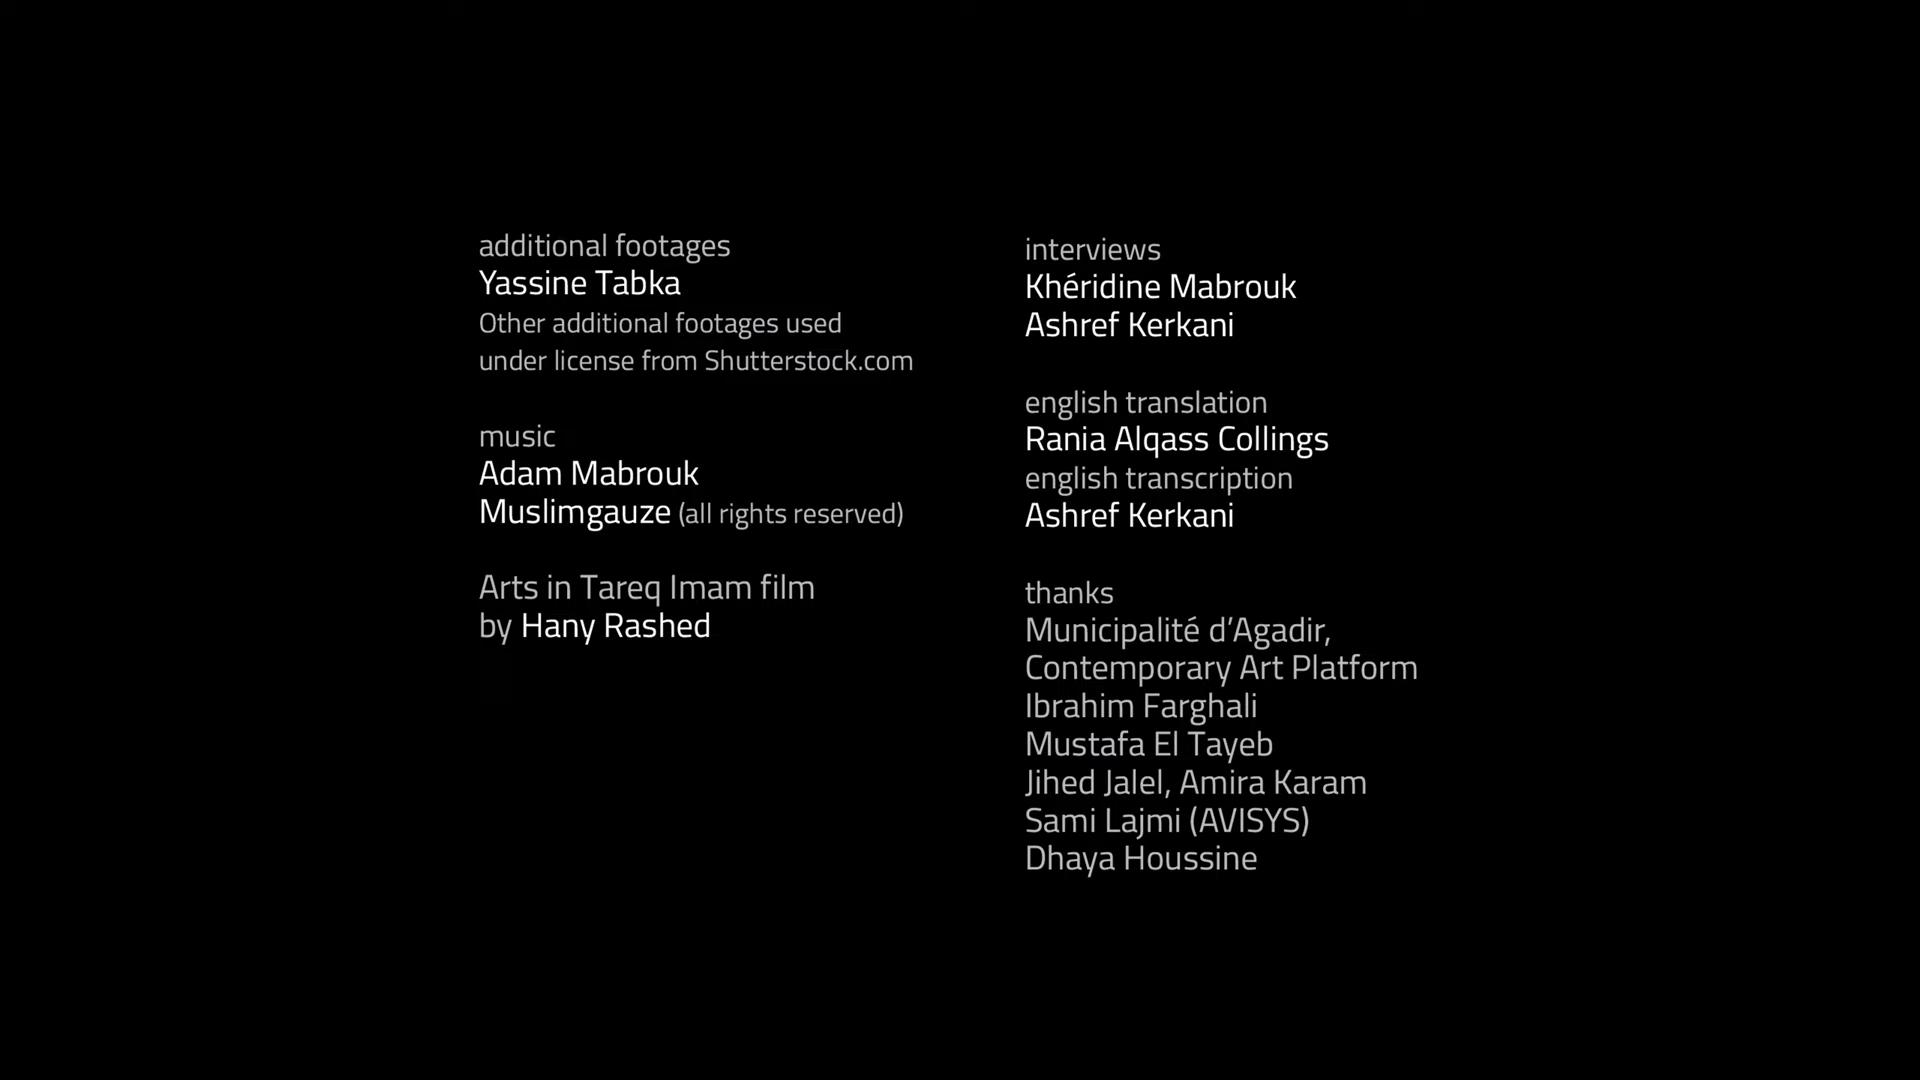 additional footages
Yassine Tabka
Other additional footages used
under license from Shutterstock.com
music
Adam Mabrouk
Muslimgauze (all rights reserved)
Arts in Tareq Imam film
by Hany Rashed
interviews
Khéridine Mabrouk
Ashref Kerkani
english translation
Rania Alqass Collings
english transcription
Ashref Kerkani
thanks
Municipalité d’Agadir,
Contemporary Art Platform
Ibrahim Farghali
Mustafa El Tayeb
Jihed Jalel, Amira Karam
Sami Lajmi (AVISYS)
Dhaya Houssine